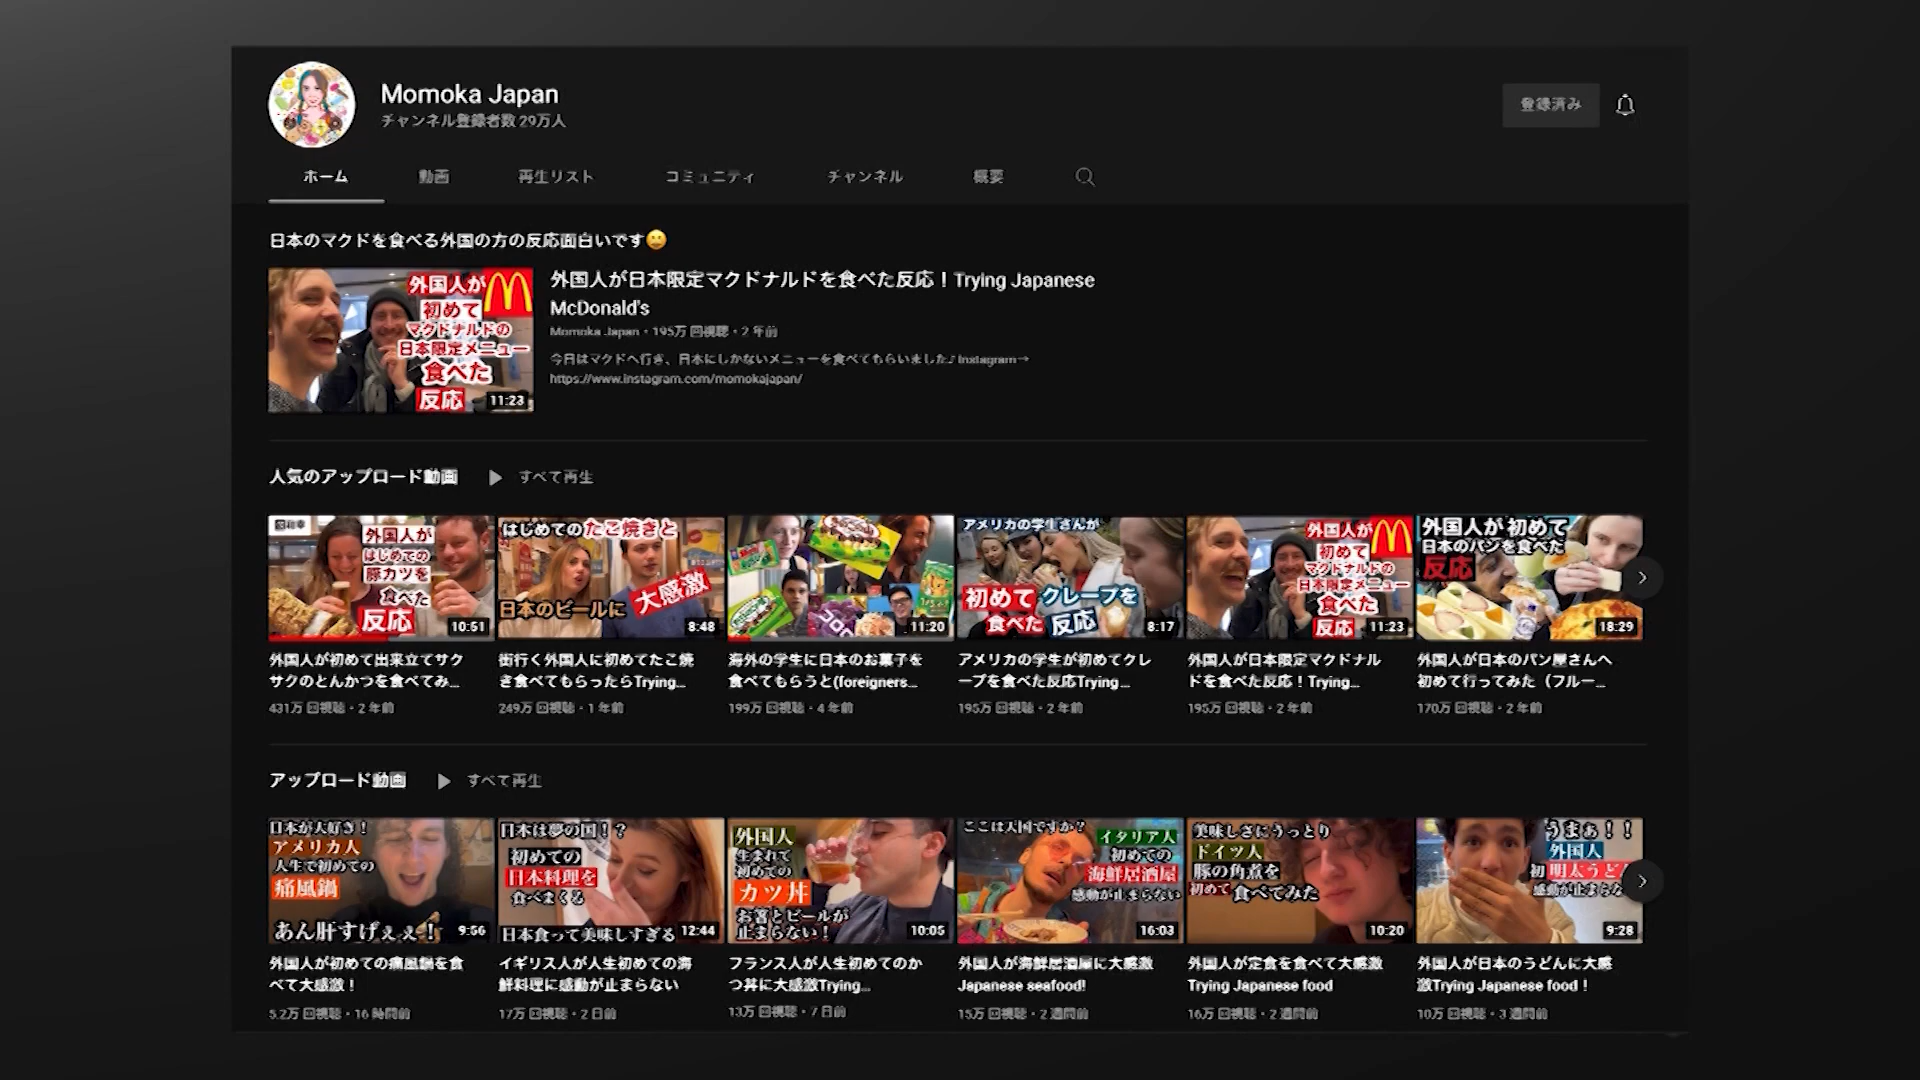 Momoka Japan
チャンネル登録者数 29万人
登録済み
ホーム
動画
再生リスト
コミュニティ
チャンネル
概要
日本のマクドを食べる外国の方の反応面白いです😀
外国人が
初めて
マクドナルドの
日本限定メニュー
食べた
反応
11:23
外国人が日本限定マクドナルドを食べた反応！Trying Japanese
McDonald's
Momoka Japan・195万 回視聴・2 年前
今日はマクドへ行き、日本にしかないメニューを食べてもらいました♪ Instagram→
https://www.instagram.com/momokajapan/
人気のアップロード動画
すべて再生
外国人が
はじめての
豚カツを
食べた
反応
10:51
外国人が初めて出来立てサク
サクのとんかつを食べてみ...
431万 回視聴・2 年前
はじめてのたこ焼きと
日本のビールに
大感激
8:48
街行く外国人に初めてたこ焼
き食べてもらったらTrying...
249万 回視聴・1 年前
11:20
海外の学生に日本のお菓子を
食べてもらうと(foreigners...
199万 回視聴・4 年前
アメリカの学生さんが
初めて クレープを
食べた 反応
8:17
アメリカの学生が初めてクレ
ープを食べた反応Trying...
195万 回視聴・2 年前
外国人が
初めて
マクドナルドの
日本限定メニュー
食べた
反応
11:23
外国人が日本限定マクドナル
ドを食べた反応！Trying...
195万 回視聴・2 年前
外国人が 初めて
日本のパンを食べた
反応
18:29
外国人が日本のパン屋さんへ
初めて行ってみた（フルー...
170万 回視聴・2 年前
アップロード動画
すべて再生
日本が大好き！
アメリカ人
人生で初めての
痛風鍋
あん肝すげぇぇ！
9:56
外国人が初めての痛風鍋を食
べて大感激！
5.2万 回視聴・16 時間前
日本は夢の国！？
初めての
日本料理を
食べまくる
日本食って美味しすぎる
12:44
イギリス人が人生初めての海
鮮料理に感動が止まらない
17万 回視聴・2 日前
外国人
生まれて
初めての
カツ丼
お箸とビールが
止まらない！
10:05
フランス人が人生初めてのか
つ丼に大感激Trying...
13万 回視聴・7 日前
ここは天国ですか？
イタリア人
初めての
海鮮居酒屋
感動が止まらない
16:03
外国人が海鮮居酒屋に大感激
Japanese seafood!
15万 回視聴・2 週間前
美味しさにうっとり
ドイツ人
豚の角煮を
初めて 食べてみた
10:20
外国人が定食を食べて大感激
Trying Japanese food
16万 回視聴・2 週間前
うまぁ！！
外国人
初 明太うど
感動が止まらな
9:28
外国人が日本のうどんに大感
激Trying Japanese food！
10万 回視聴・3 週間前